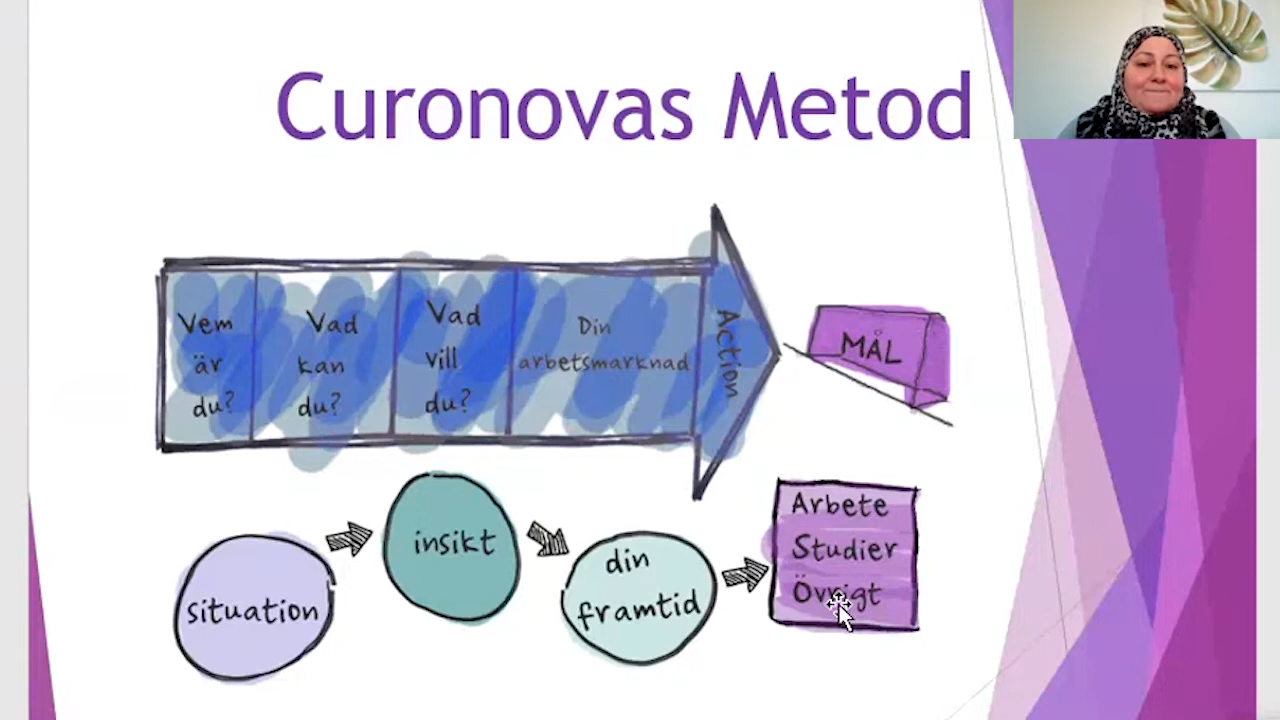 Curonovas Metod
Vem
är
du?
Vad
kan
du?
Vad
vill
du?
Din
arbetsmarknad
Action
MÅL
situation
insikt
din
framtid
Arbete
Studier
Övrigt